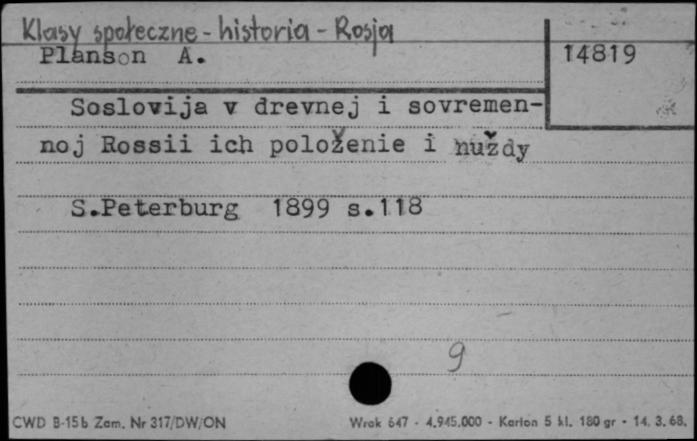 Klasy społeczne - historia - Rosja
Planson A.
14819
Soslovija v drevnej i sovremen-
noj Rossii ich položenie i nuždy
S.Peterburg 1899 s.118
9
CWD B-15b Zam. Nr 317/DW/ON
Wrak 647 - 4.945.000 - Karton 5 kl. 180 gr - 14. 3. 68.